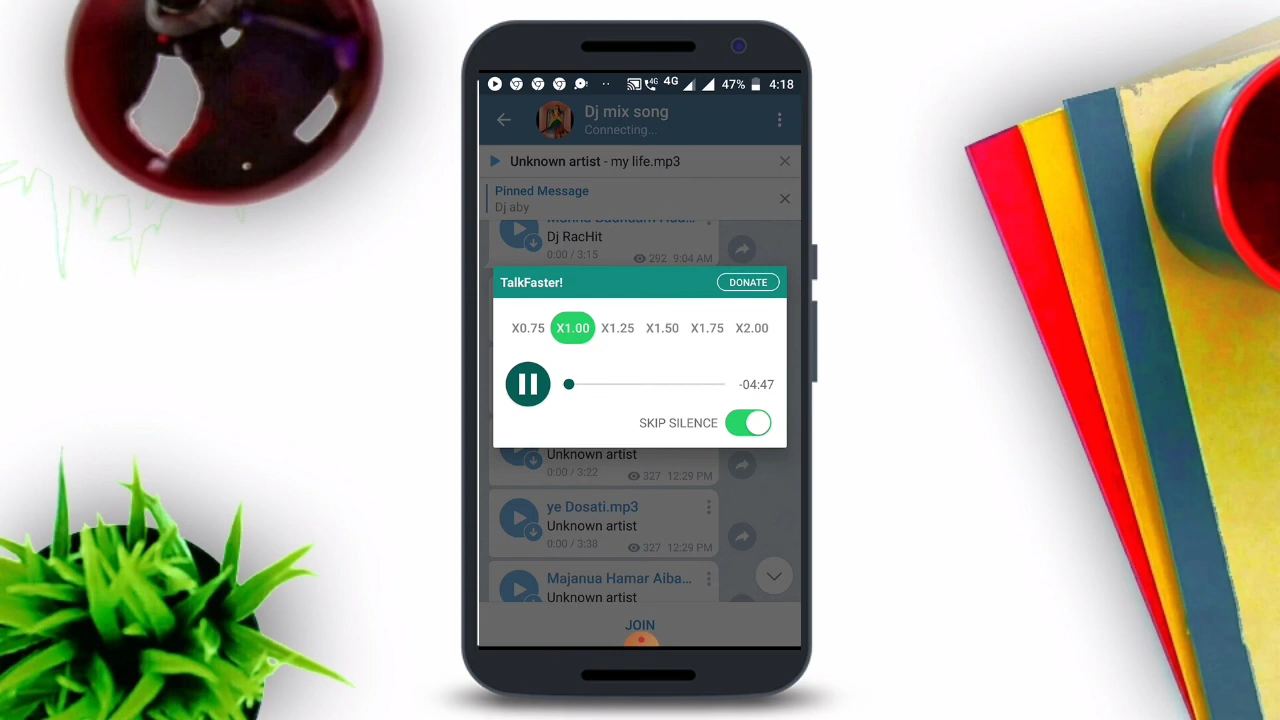 4G 4G 47% 4:18
Dj mix song
Connecting...
Unknown artist - my life.mp3
Pinned Message
Dj aby
Dj RacHit
0:00 / 3:15 292 9:04 AM
TalkFaster! DONATE
X0.75 X1.00 X1.25 X1.50 X1.75 X2.00
-04:47
SKIP SILENCE
Unknown artist
0:00 / 3:22 327 12:29 PM
ye Dosati.mp3
Unknown artist
0:00 / 3:38 327 12:29 PM
Majanua Hamar Aiba...
Unknown artist
JOIN